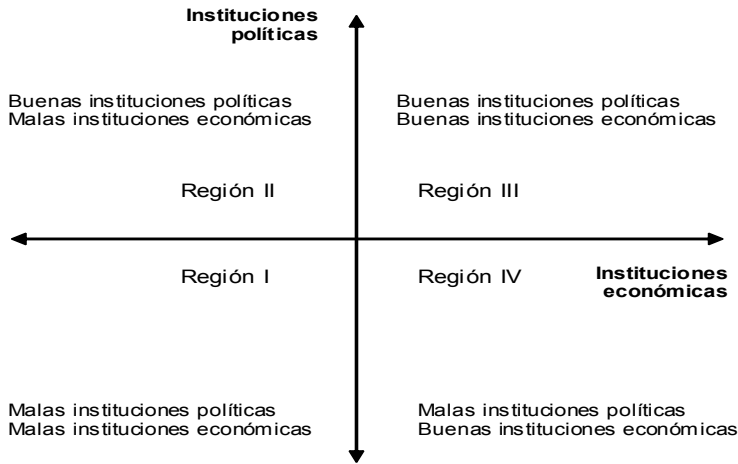 Instituciones
políticas
Buenas instituciones políticas
Malas instituciones económicas
Buenas instituciones políticas
Buenas instituciones económicas
Región II
Región III
Región I
Región IV
Instituciones
económicas
Malas instituciones políticas
Malas instituciones económicas
Malas instituciones políticas
Buenas instituciones económicas